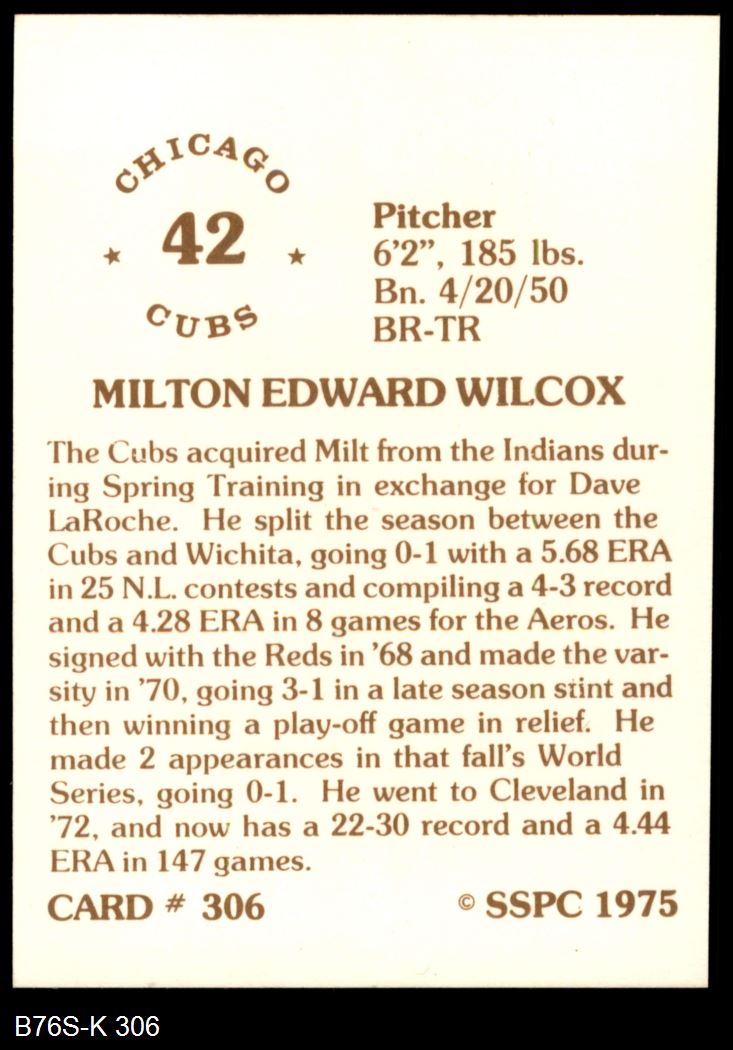 CHICAGO
★ 42 ★
CUBS
Pitcher
6'2”, 185 lbs.
Bn. 4/20/50
BR-TR
MILTON EDWARD WILCOX
The Cubs acquired Milt from the Indians dur-
ing Spring Training in exchange for Dave
LaRoche. He split the season between the
Cubs and Wichita, going 0-1 with a 5.68 ERA
in 25 N.L. contests and compiling a 4-3 record
and a 4.28 ERA in 8 games for the Aeros. He
signed with the Reds in '68 and made the var-
sity in '70, going 3-1 in a late season stint and
then winning a play-off game in relief. He
made 2 appearances in that fall's World
Series, going 0-1. He went to Cleveland in
'72, and now has a 22-30 record and a 4.44
ERA in 147 games.
CARD # 306
© SSPC 1975
B76S-K 306